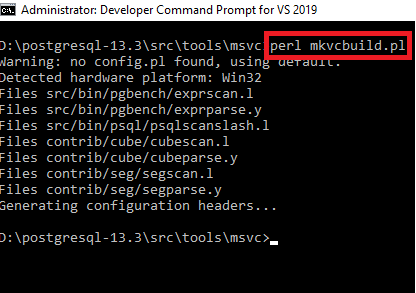 Administrator: Developer Command Prompt for VS 2019
D:\postgresql-13.3\src\tools\msvc>perl mkvcbuild.pl
Warning: no config.pl found, using default.
Detected hardware platform: Win32
Files src/bin/pgbench/exprscan.l
Files src/bin/pgbench/exprparse.y
Files src/bin/psql/psqlscanslash.l
Files contrib/cube/cubescan.l
Files contrib/cube/cubeparse.y
Files contrib/seg/segscan.l
Files contrib/seg/segparse.y
Generating configuration headers...
D:\postgresql-13.3\src\tools\msvc>